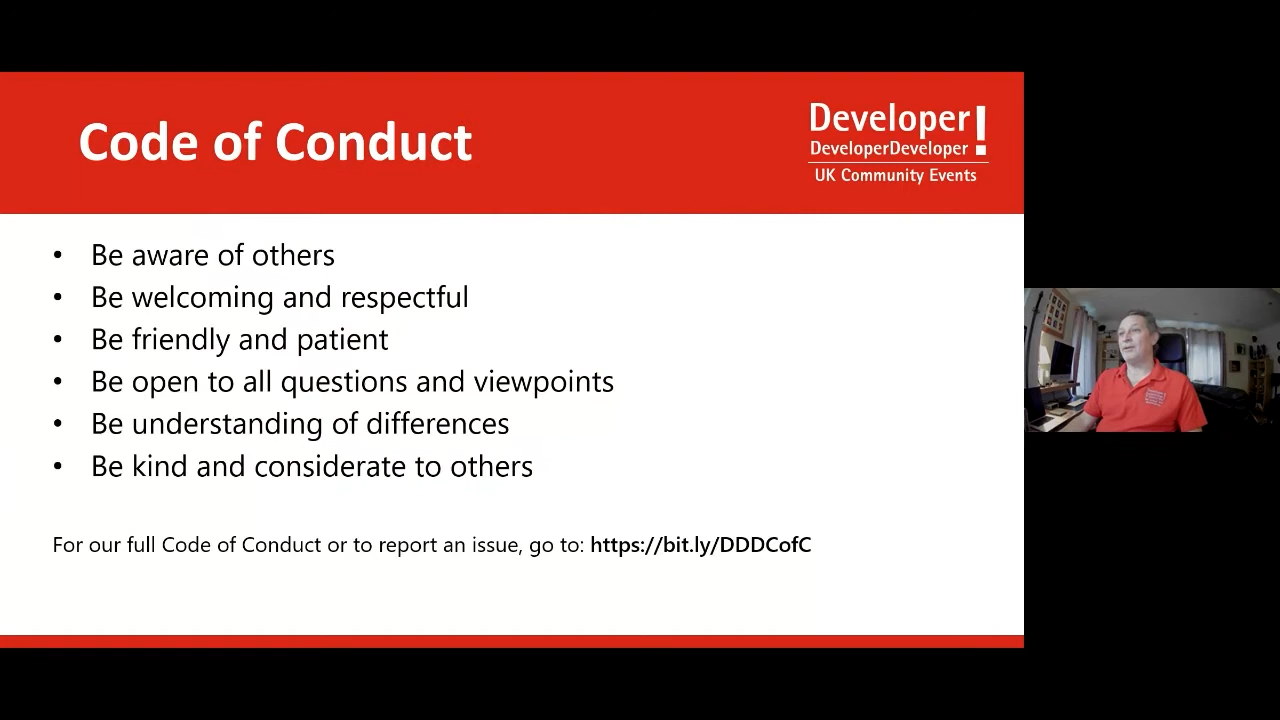 Code of Conduct
Developer!
DeveloperDeveloper
UK Community Events
• Be aware of others
• Be welcoming and respectful
• Be friendly and patient
• Be open to all questions and viewpoints
• Be understanding of differences
• Be kind and considerate to others
For our full Code of Conduct or to report an issue, go to: https://bit.ly/DDDCofC